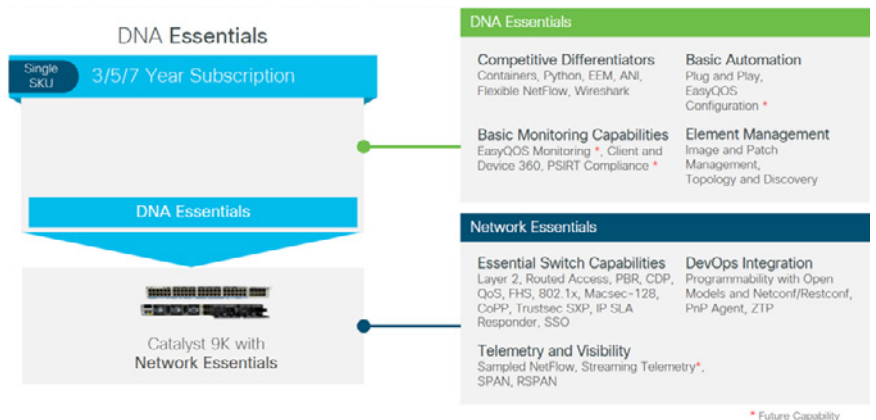 DNA Essentials
Single
SKU
3/5/7 Year Subscription
DNA Essentials
Catalyst 9K with
Network Essentials
DNA Essentials
Competitive Differentiators
Containers, Python, EEM, ANI,
Flexible NetFlow, Wireshark
Basic Automation
Plug and Play,
EasyQOS
Configuration *
Basic Monitoring Capabilities
EasyQOS Monitoring *, Client and
Device 360, PSIRT Compliance *
Element Management
Image and Patch
Management,
Topology and Discovery
Network Essentials
Essential Switch Capabilities
Layer 2, Routed Access, PBR, CDP,
QoS, FHS, 802.1x, Macsec-128,
CoPP, Trustsec SXP, IP SLA
Responder, SSO
DevOps Integration
Programmability with Open
Models and Netconf/Restconf,
PnP Agent, ZTP
Telemetry and Visibility
Sampled NetFlow, Streaming Telemetry*,
SPAN, RSPAN
* Future Capability